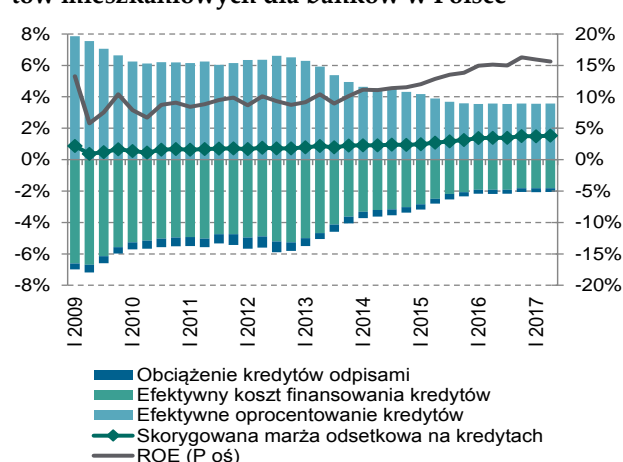 tów mieszkaniowych dla banków w Polsce
8% 20%
6% 15%
4% 10%
2% 5%
0% 0%
-2% -5%
-4% -10%
-6% -15%
-8% -20%
I 2009 I 2010 I 2011 I 2012 I 2013 I 2014 I 2015 I 2016 I 2017
Obciążenie kredytów odpisami
Efektywny koszt finansowania kredytów
Efektywne oprocentowanie kredytów
Skorygowana marża odsetkowa na kredytach
ROE (P oś)